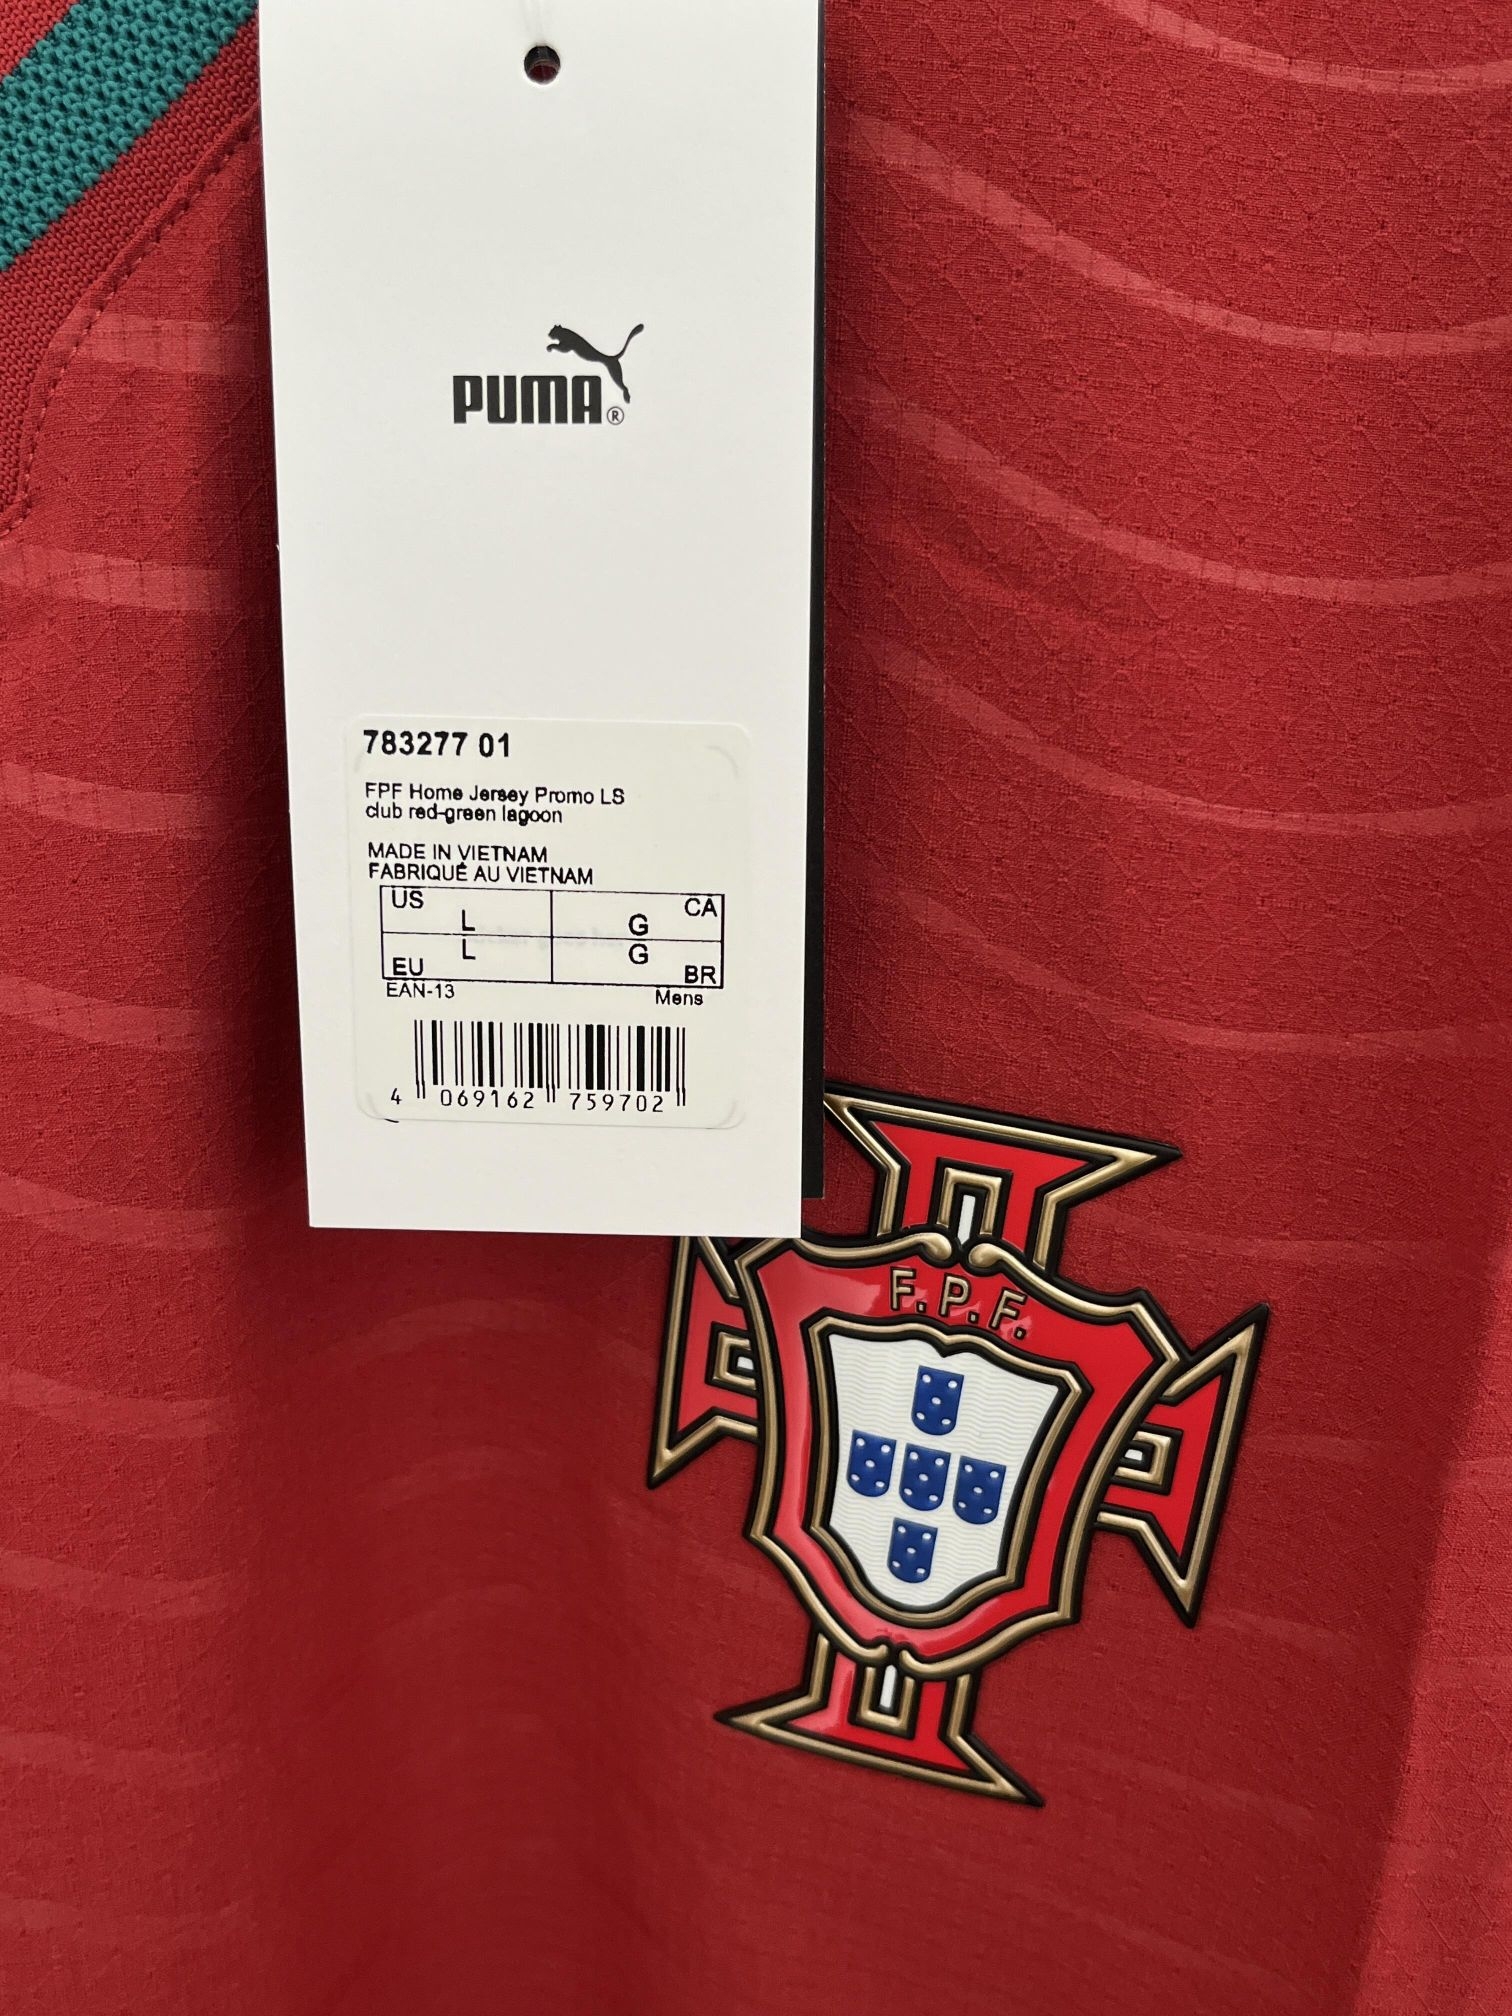 PUMA®
783277 01
FPF Home Jersey Promo LS
club red-green lagoon
MADE IN VIETNAM
FABRIQUÉ AU VIETNAM
US L G CA
EU L G BR
EAN-13 Mens
4 069162 759702
F.P.F.